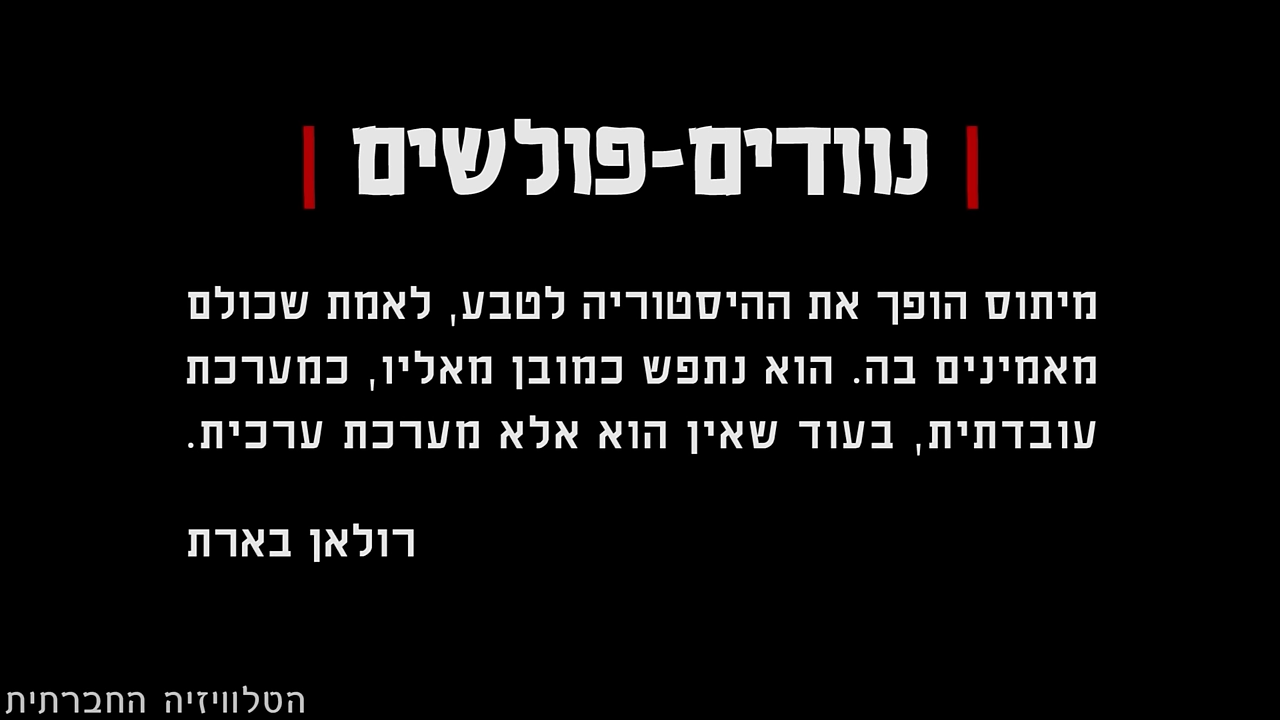 נוודים-פולשים
מיתוס הופך את ההיסטוריה לטבע, לאמת שכולם
מאמינים בה. הוא נתפש כמובן מאליו, כמערכת
עובדתית, בעוד שאין הוא אלא מערכת ערכית.
רולאן בארת
הטלוויזיה החברתית